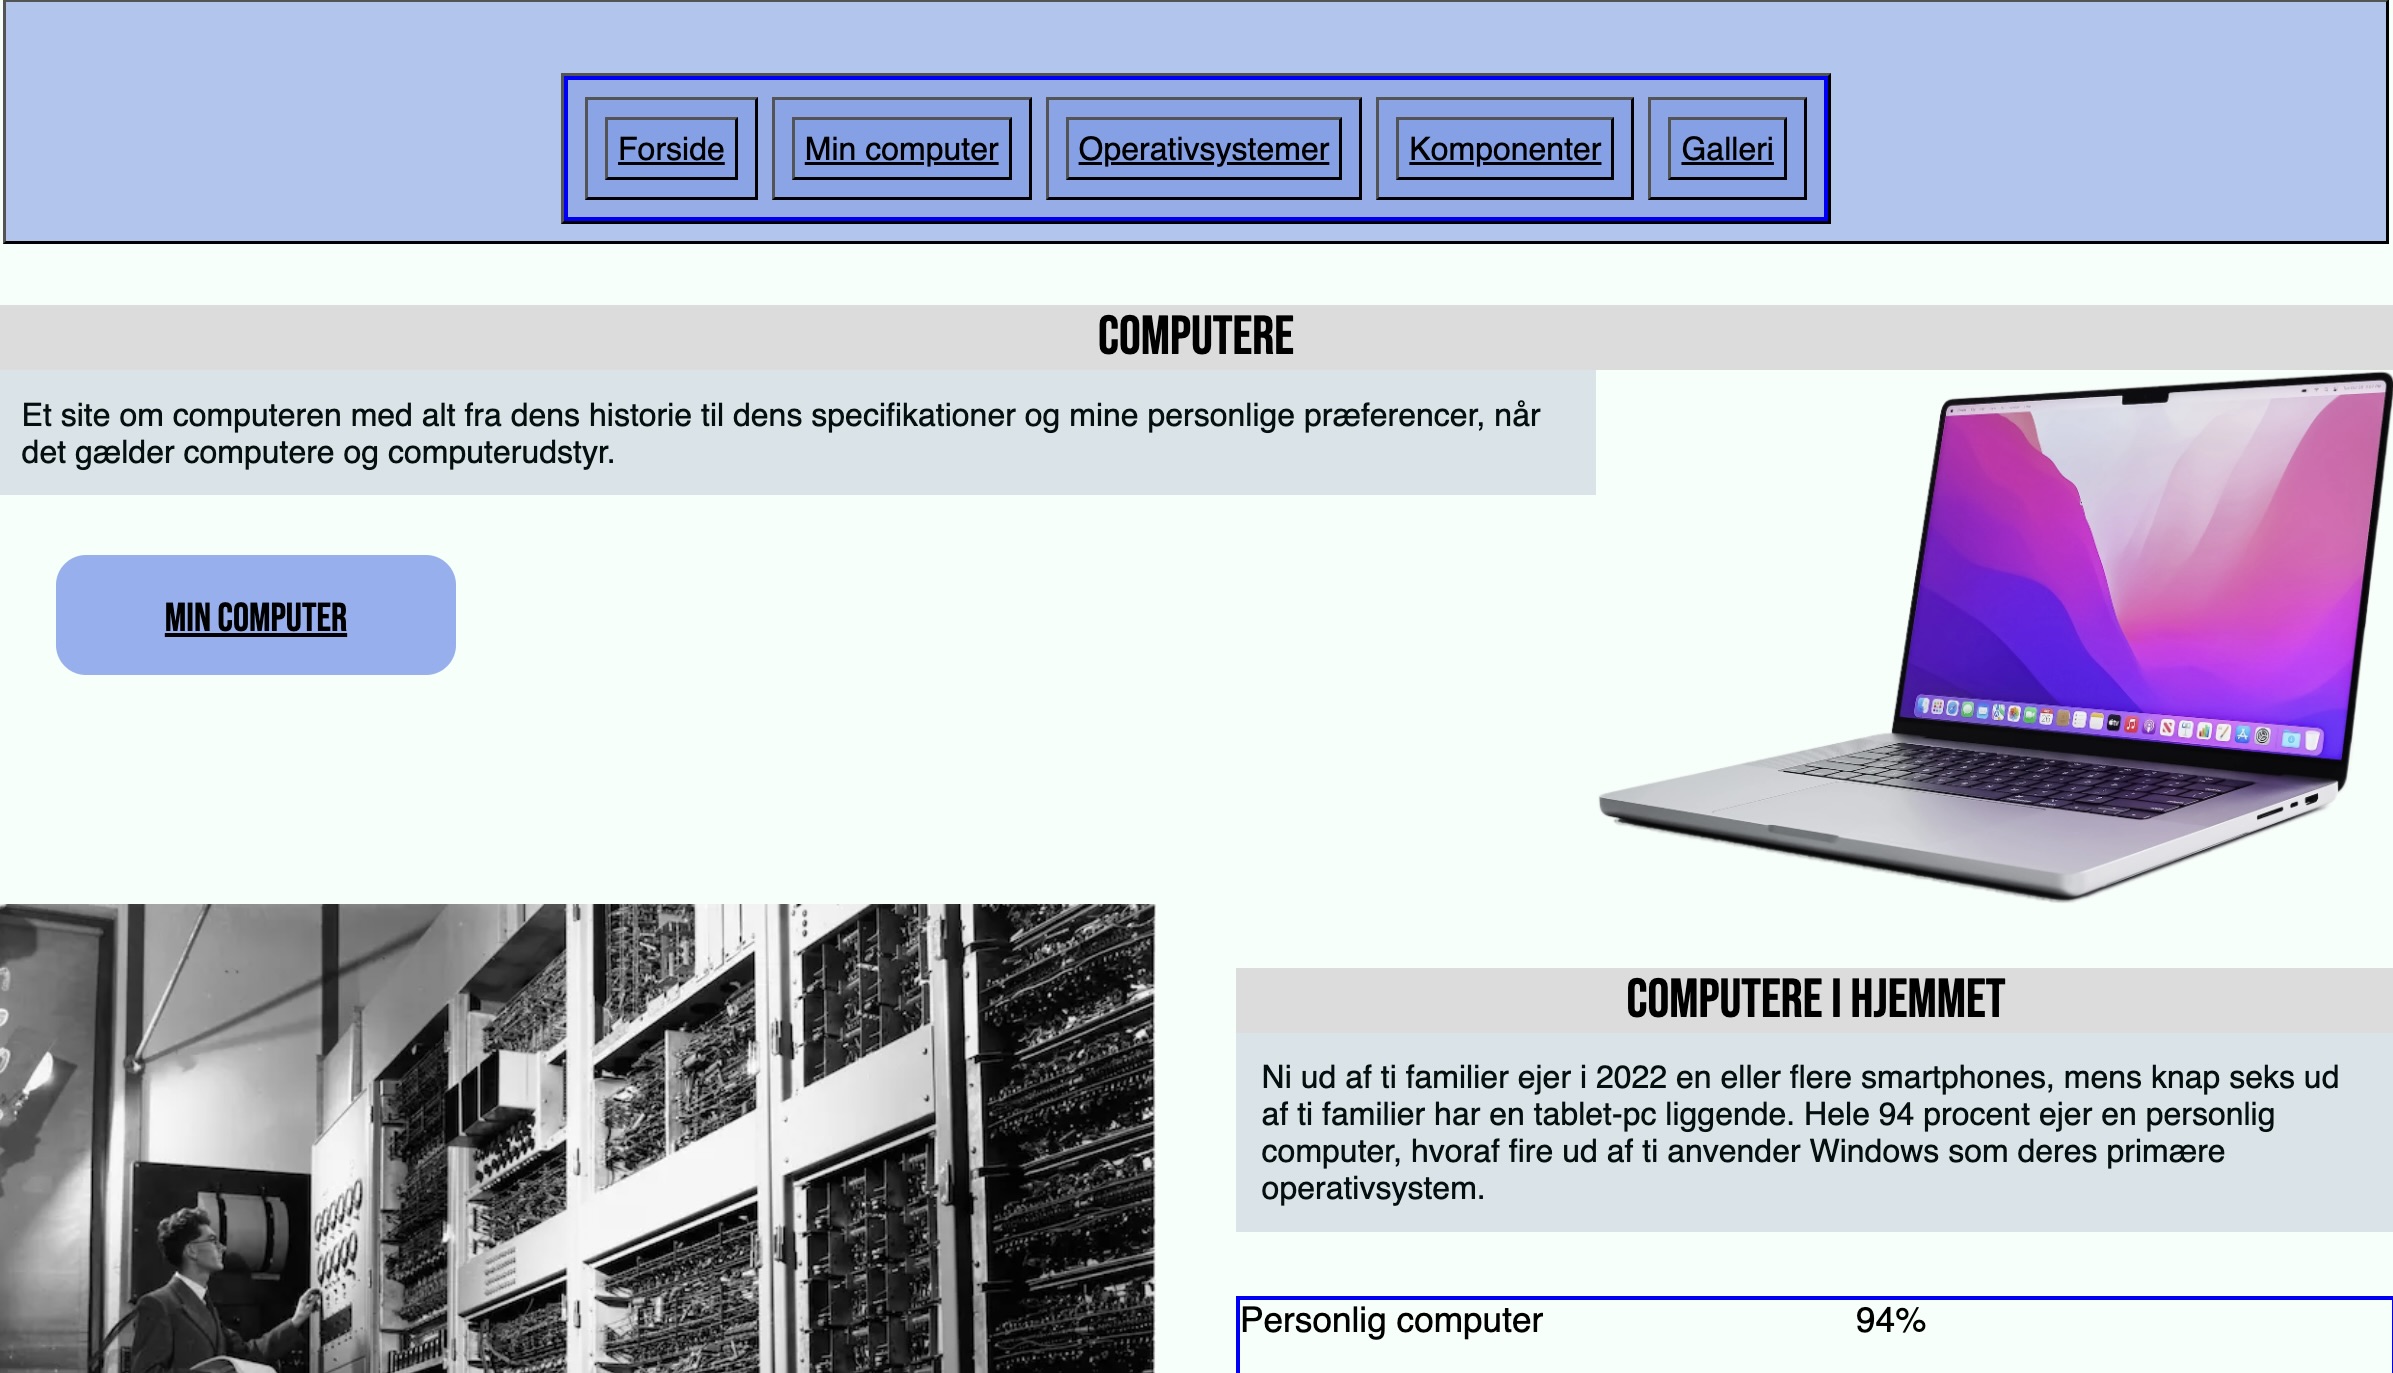 Forside
Min computer
Operativsystemer
Komponenter
Galleri
COMPUTERE
Et site om computeren med alt fra dens historie til dens specifikationer og mine personlige præferencer, når
det gælder computere og computerudstyr.
MIN COMPUTER
COMPUTERE I HJEMMET
Ni ud af ti familier ejer i 2022 en eller flere smartphones, mens knap seks ud
af ti familier har en tablet-pc liggende. Hele 94 procent ejer en personlig
computer, hvoraf fire ud af ti anvender Windows som deres primære
operativsystem.
Personlig computer 94%